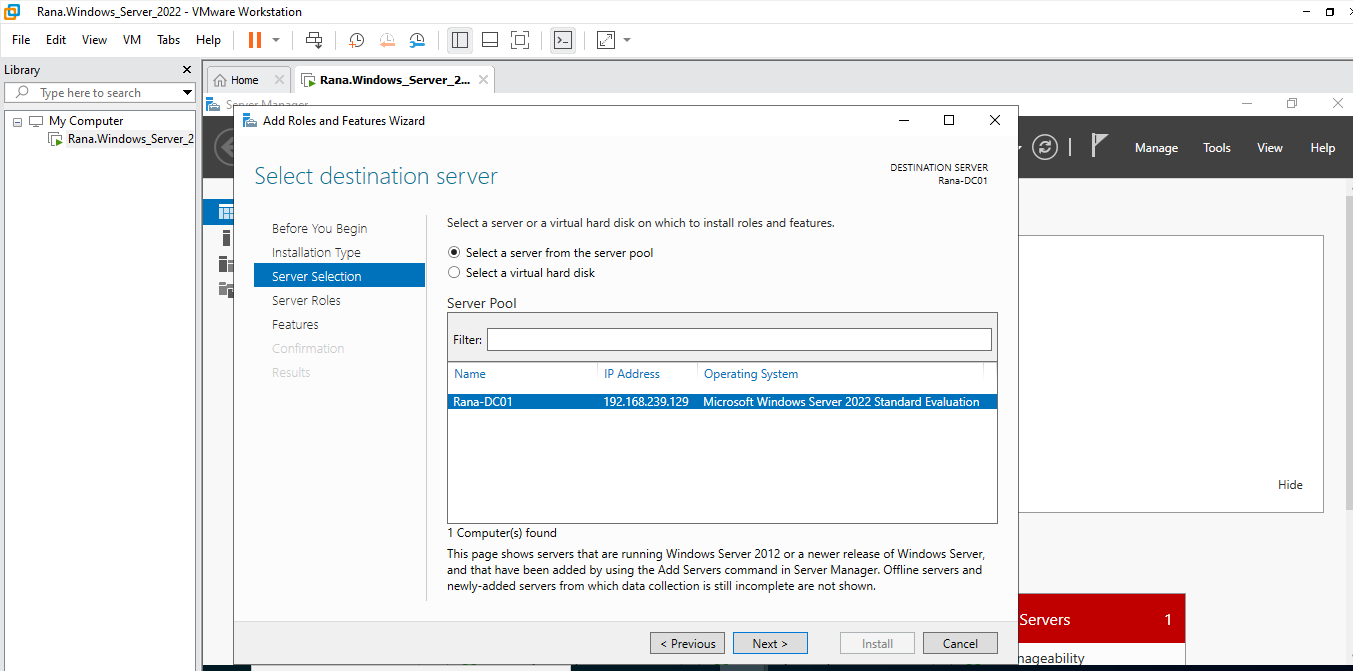 Rana.Windows_Server_2022 - VMware Workstation
File Edit View VM Tabs Help
Library
Type here to search
My Computer
Rana.Windows_Server_2
Home
Rana.Windows_Server_2...
Server Manager
Manage Tools View Help
Add Roles and Features Wizard
Select destination server
DESTINATION SERVER
Rana-DC01
Before You Begin
Installation Type
Server Selection
Server Roles
Features
Confirmation
Results
Select a server or a virtual hard disk on which to install roles and features.
Select a server from the server pool
Select a virtual hard disk
Server Pool
Filter:
Name IP Address Operating System
Rana-DC01 192.168.239.129 Microsoft Windows Server 2022 Standard Evaluation
1 Computer(s) found
This page shows servers that are running Windows Server 2012 or a newer release of Windows Server,
and that have been added by using the Add Servers command in Server Manager. Offline servers and
newly-added servers from which data collection is still incomplete are not shown.
< Previous Next > Install Cancel
Hide
Servers 1
nageability